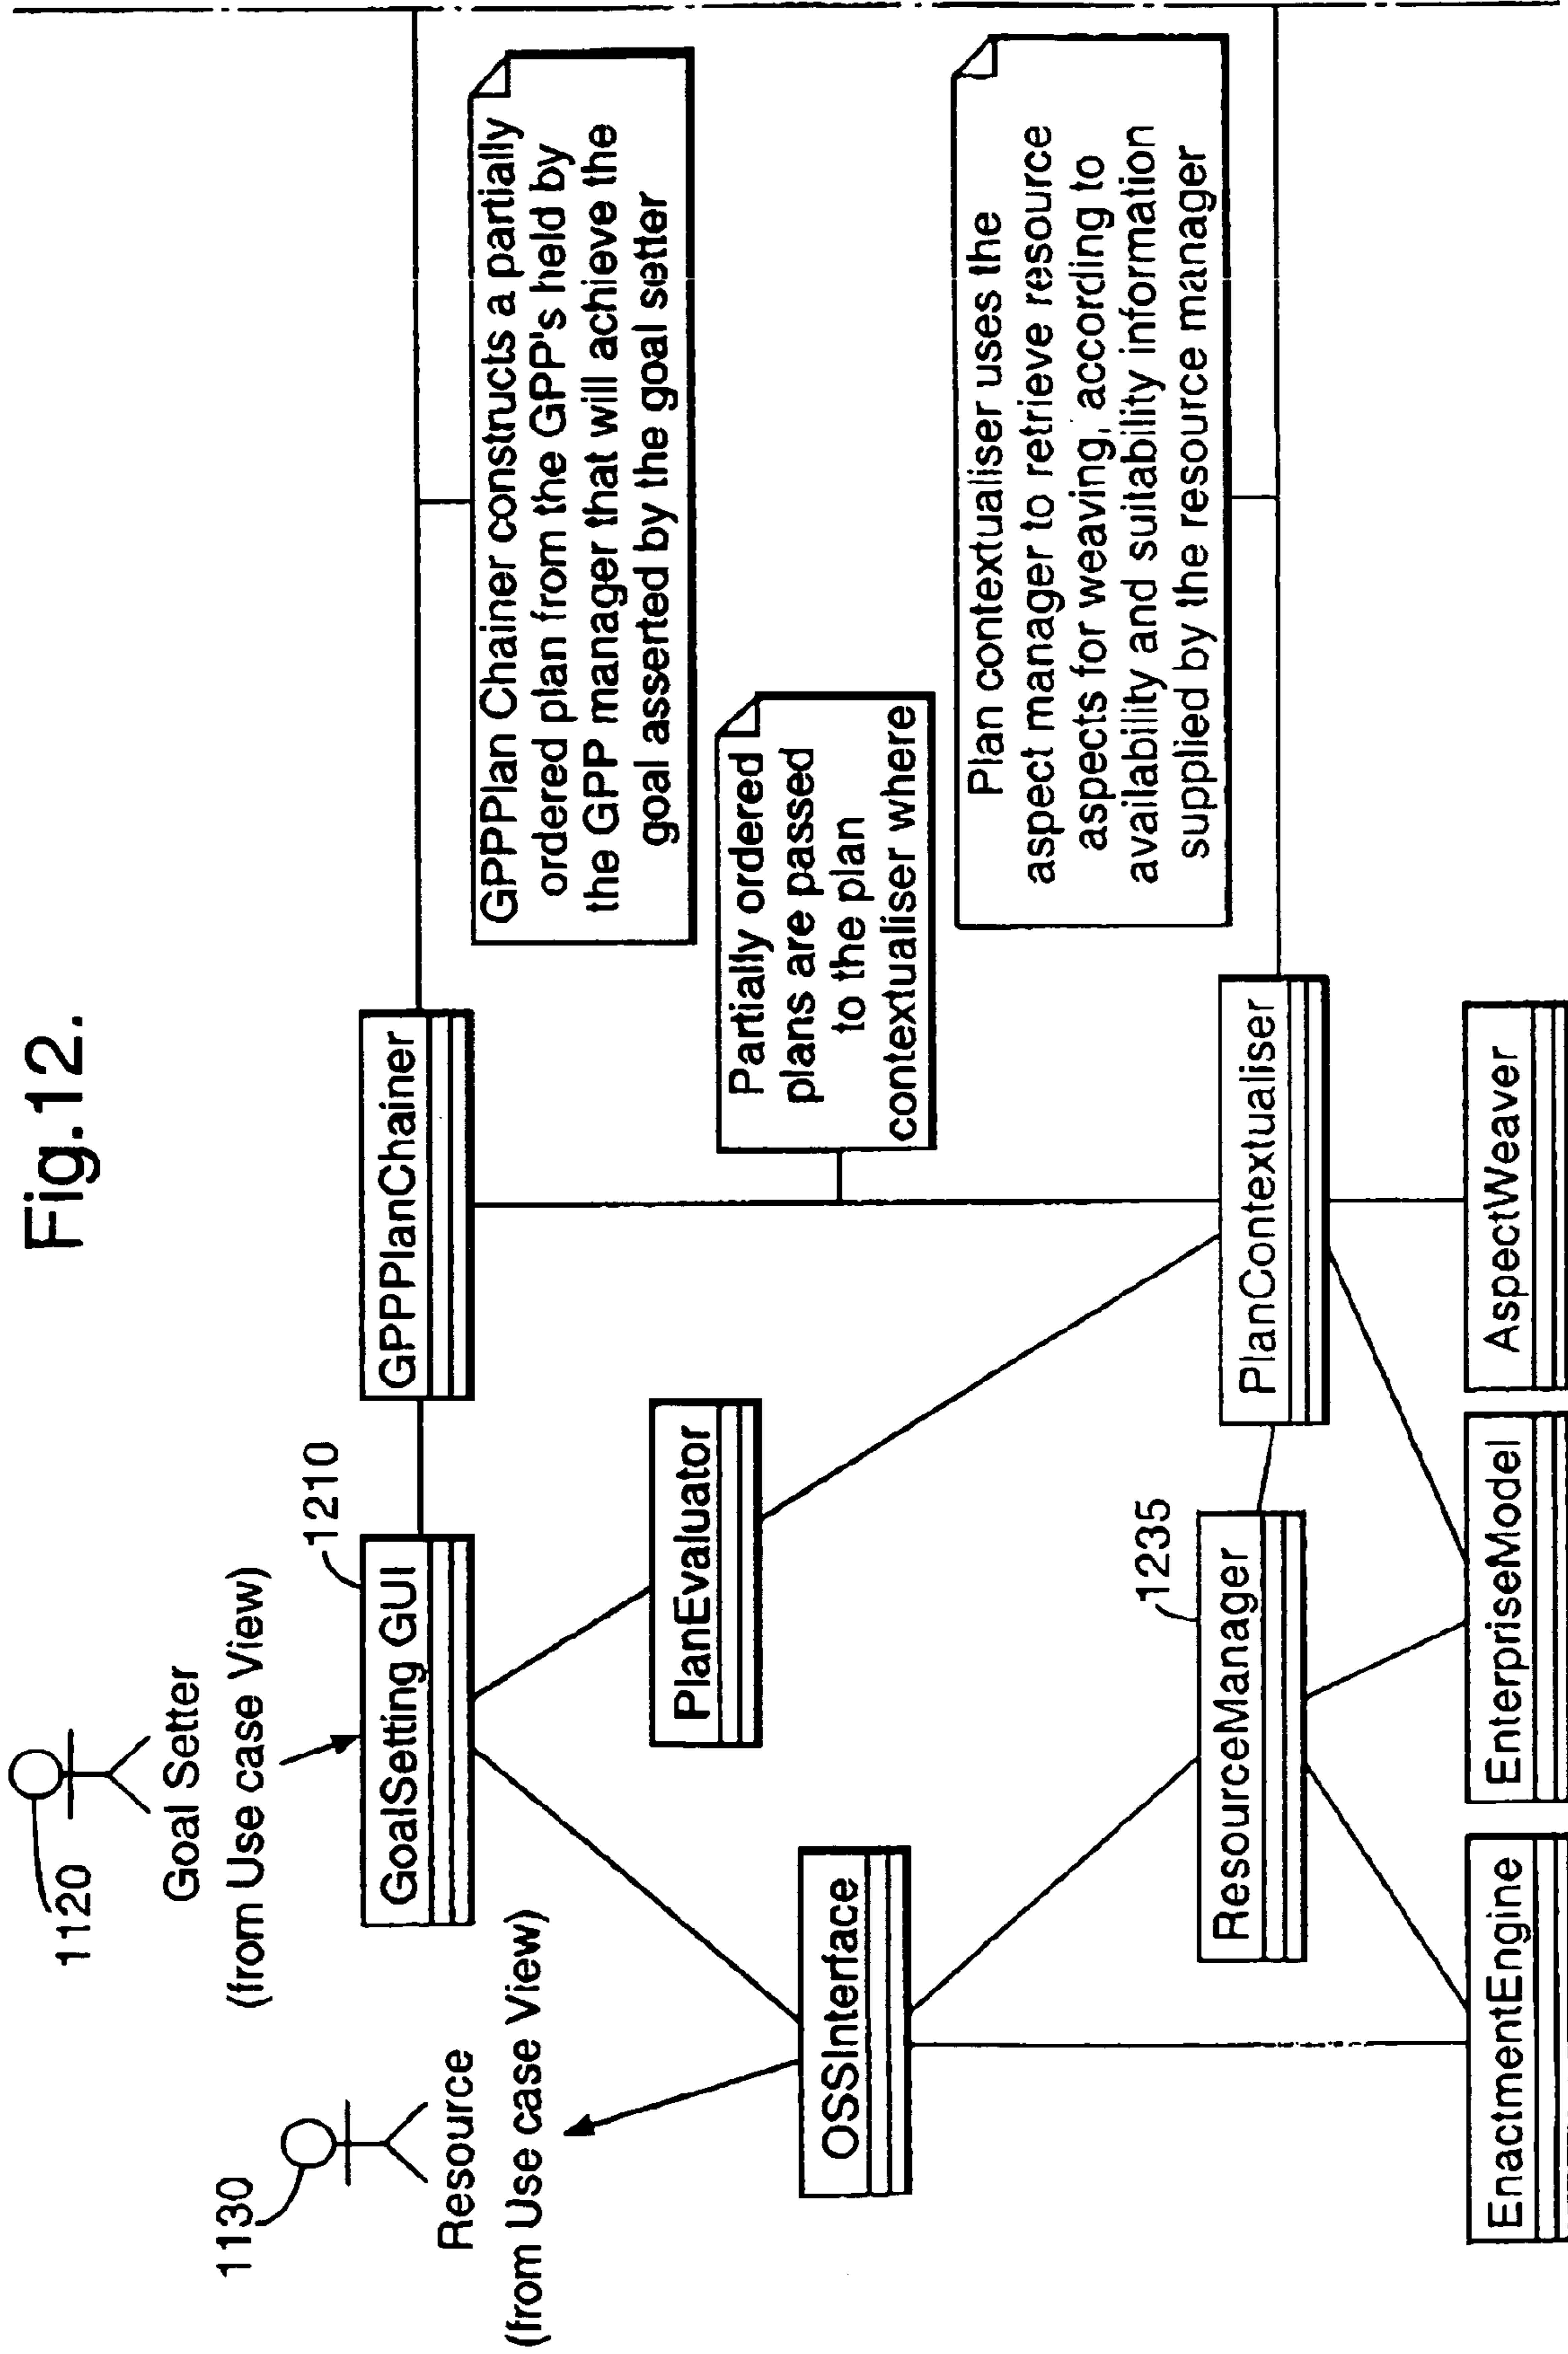 Fig.12.
1120
Goal Setter
(from Use case View)
1130
Resource
(from Use case View)
1210
GoalSetting GUI
GPPPlanChainer
GPPPlan Chainer constructs a partially
ordered plan from the GPP's held by
the GPP manager that will achieve the
goal asserted by the goal setter
PlanEvaluator
Partially ordered
plans are passed
to the plan
contextualiser where
OSSInterface
Plan contextualiser uses the
aspect manager to retrieve resource
aspects for weaving, according to
availability and suitability information
supplied by the resource manager
1235
ResourceManager
PlanContextualiser
EnactmentEngine
EnterpriseModel
AspectWeaver